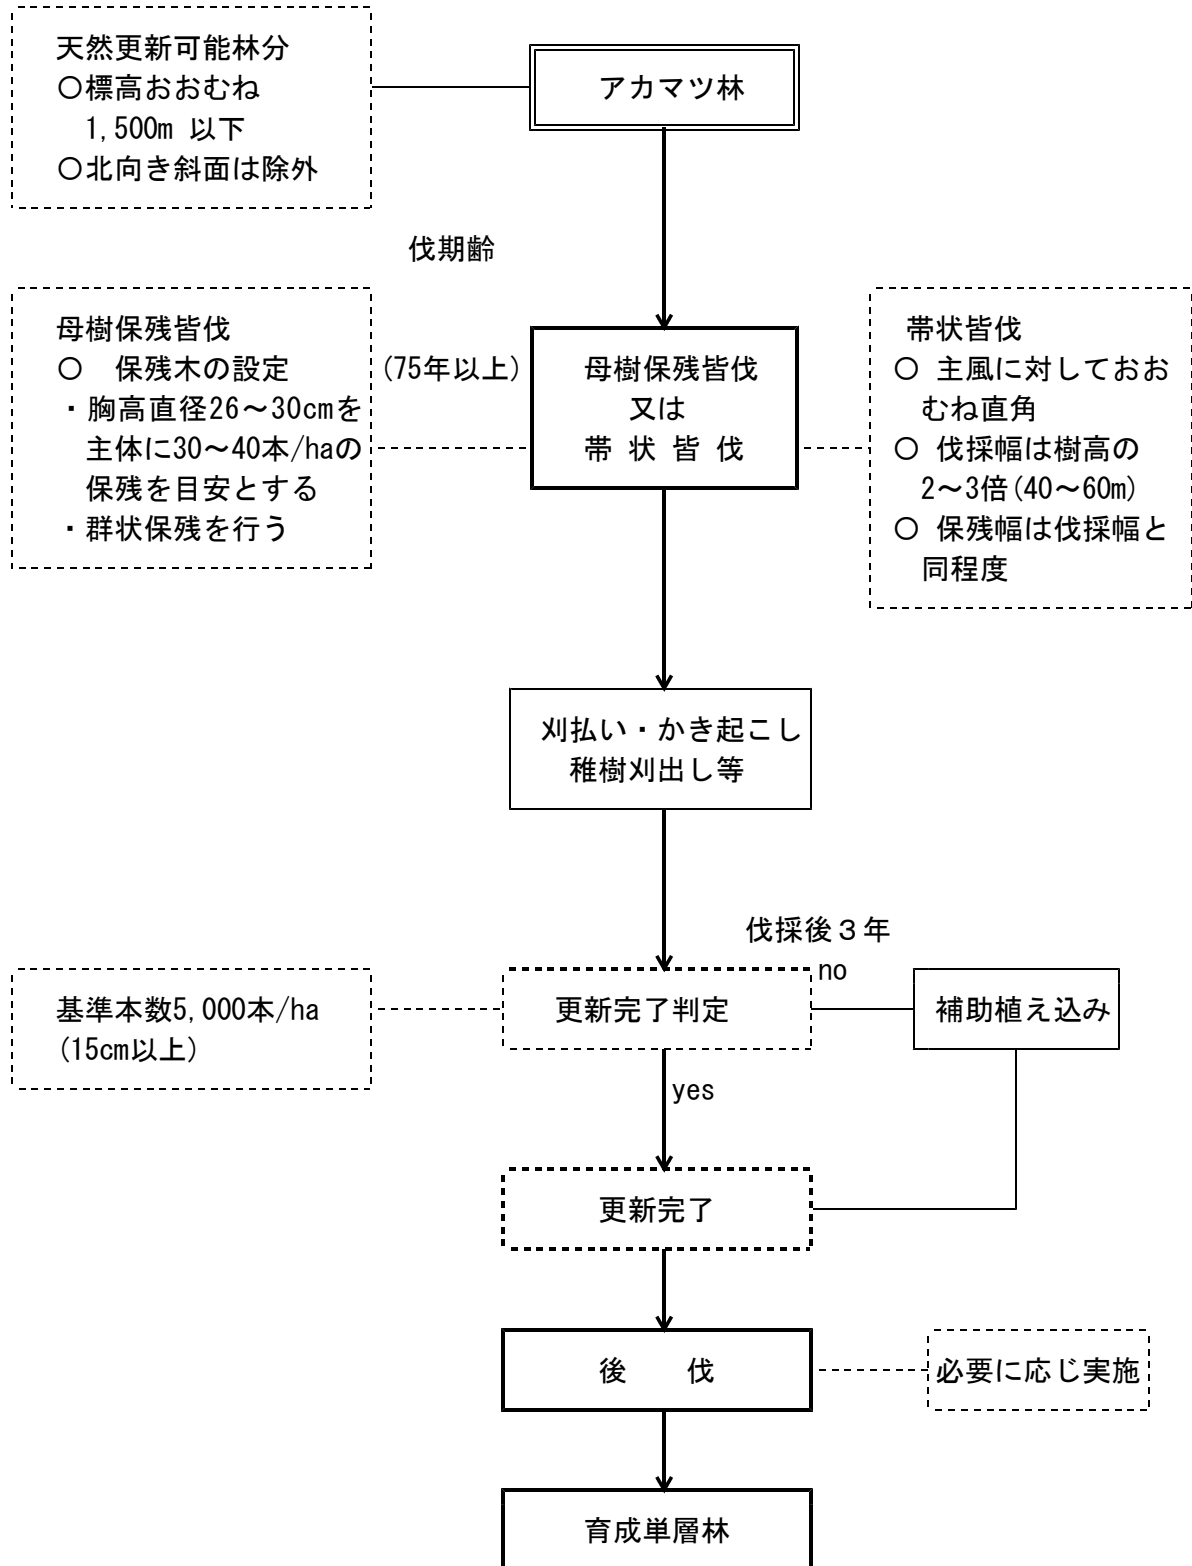 天然更新可能林分
○標高おおむね
1,500m 以下
○北向き斜面は除外
アカマツ林
伐期齢
(75年以上)
母樹保残皆伐
○ 保残木の設定
・胸高直径26～30cmを
主体に30～40本/haの
保残を目安とする
・群状保残を行う
母樹保残皆伐
又は
帯 状 皆 伐
帯状皆伐
○ 主風に対しておお
むね直角
○ 伐採幅は樹高の
2～3倍(40～60m)
○ 保残幅は伐採幅と
同程度
刈払い・かき起こし
稚樹刈出し等
伐採後３年
基準本数5,000本/ha
(15cm以上)
更新完了判定
no
補助植え込み
yes
更新完了
後 伐
必要に応じ実施
育成単層林